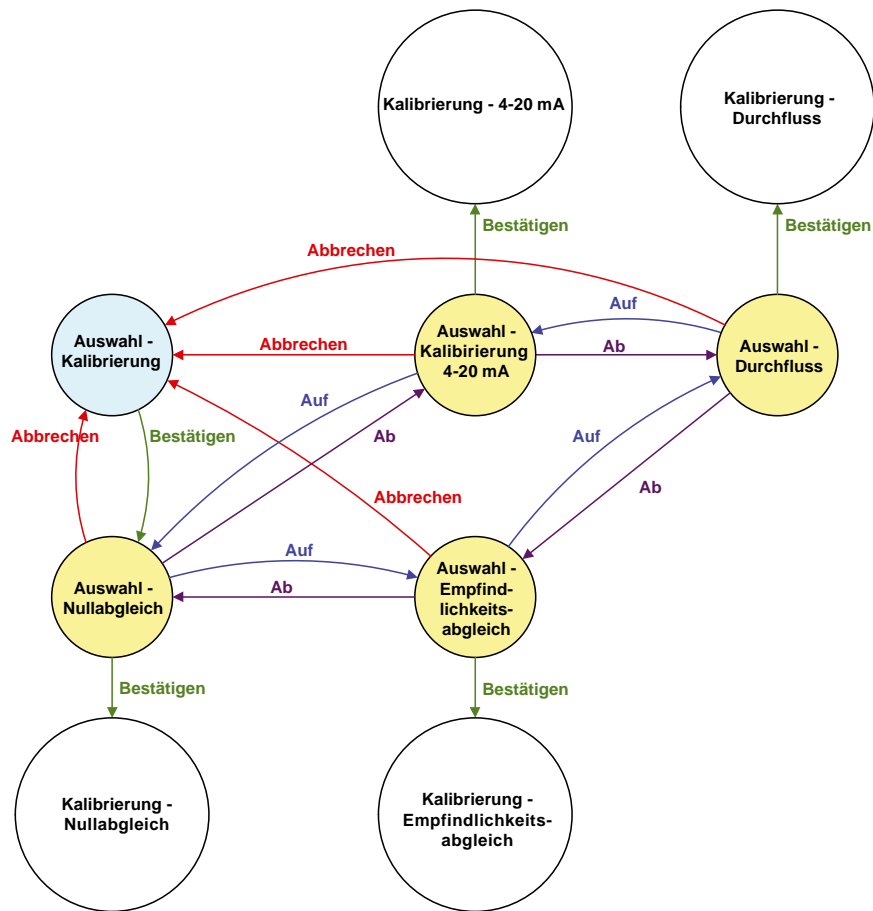 Kalibrierung - 4-20 mA
Kalibrierung -
Durchfluss
Bestätigen
Bestätigen
Abbrechen
Auf
Auswahl -
Kalibrierung
Abbrechen
Auswahl -
Kalibirierung
4-20 mA
Ab
Auswahl -
Durchfluss
Auf
Abbrechen
Bestätigen
Ab
Auf
Ab
Abbrechen
Auf
Ab
Auswahl -
Nullabgleich
Auswahl -
Empfind-
lichkeits-
abgleich
Bestätigen
Bestätigen
Kalibrierung -
Nullabgleich
Kalibrierung -
Empfindlichkeits-
abgleich